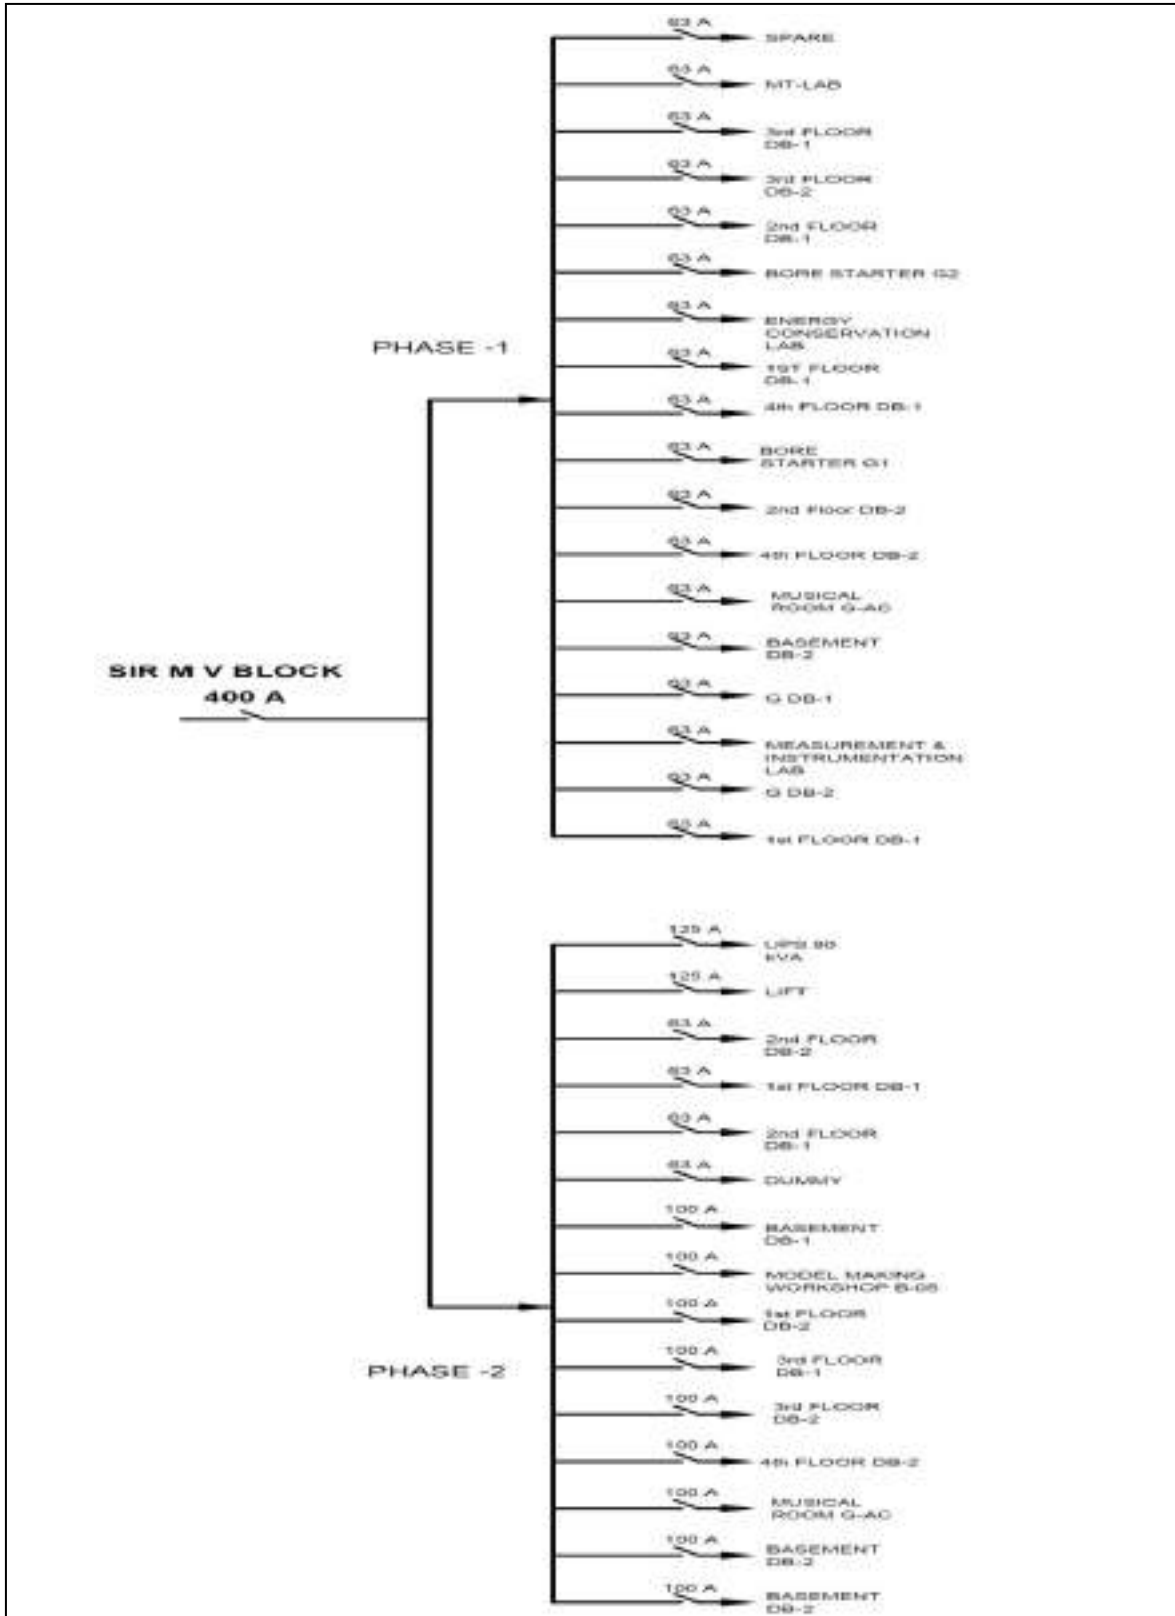 63 A
SPARE
63 A
MT-LAB
63 A
3rd FLOOR
DB-1
63 A
3rd FLOOR
DB-2
63 A
2nd FLOOR
DB-1
63 A
BORE STARTER G2
63 A
ENERGY
CONSERVATION
LAB
PHASE -1
63 A
1ST FLOOR
DB-1
63 A
4th FLOOR DB-1
63 A
BORE
STARTER G1
63 A
2nd Floor DB-2
63 A
4th FLOOR DB-2
63 A
MUSICAL
ROOM G-AC
63 A
BASEMENT
DB-2
SIR M V BLOCK
400 A
63 A
G DB-1
63 A
MEASUREMENT &
INSTRUMENTATION
LAB
63 A
G DB-2
63 A
1st FLOOR DB-1
125 A
UPS
kVA
125 A
LIFT
63 A
2nd FLOOR
DB-2
63 A
1st FLOOR DB-1
63 A
2nd FLOOR
DB-1
63 A
DUMMY
100 A
BASEMENT
DB-1
100 A
MODEL MAKING
WORKSHOP
100 A
1st FLOOR
DB-2
PHASE -2
100 A
3rd FLOOR
DB-1
100 A
3rd FLOOR
DB-2
100 A
4th FLOOR DB-2
100 A
MUSICAL
ROOM G-AC
100 A
BASEMENT
DB-2
100 A
BASEMENT
DB-2